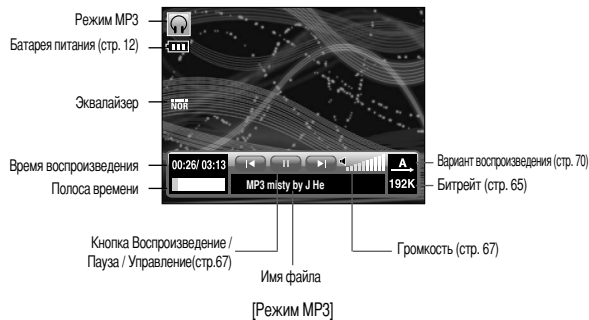 Режим MP3
Батарея питания (стр. 12)
Эквалайзер
NOR
Время воспроизведения
00:26/ 03:13
A
Вариант воспроизведения (стр. 70)
Полоса времени
MP3 misty by J He
192K
Битрейт (стр. 65)
Кнопка Воспроизведение /
Пауза / Управление(стр.67)
Громкость (стр. 67)
Имя файла
[Режим MP3]